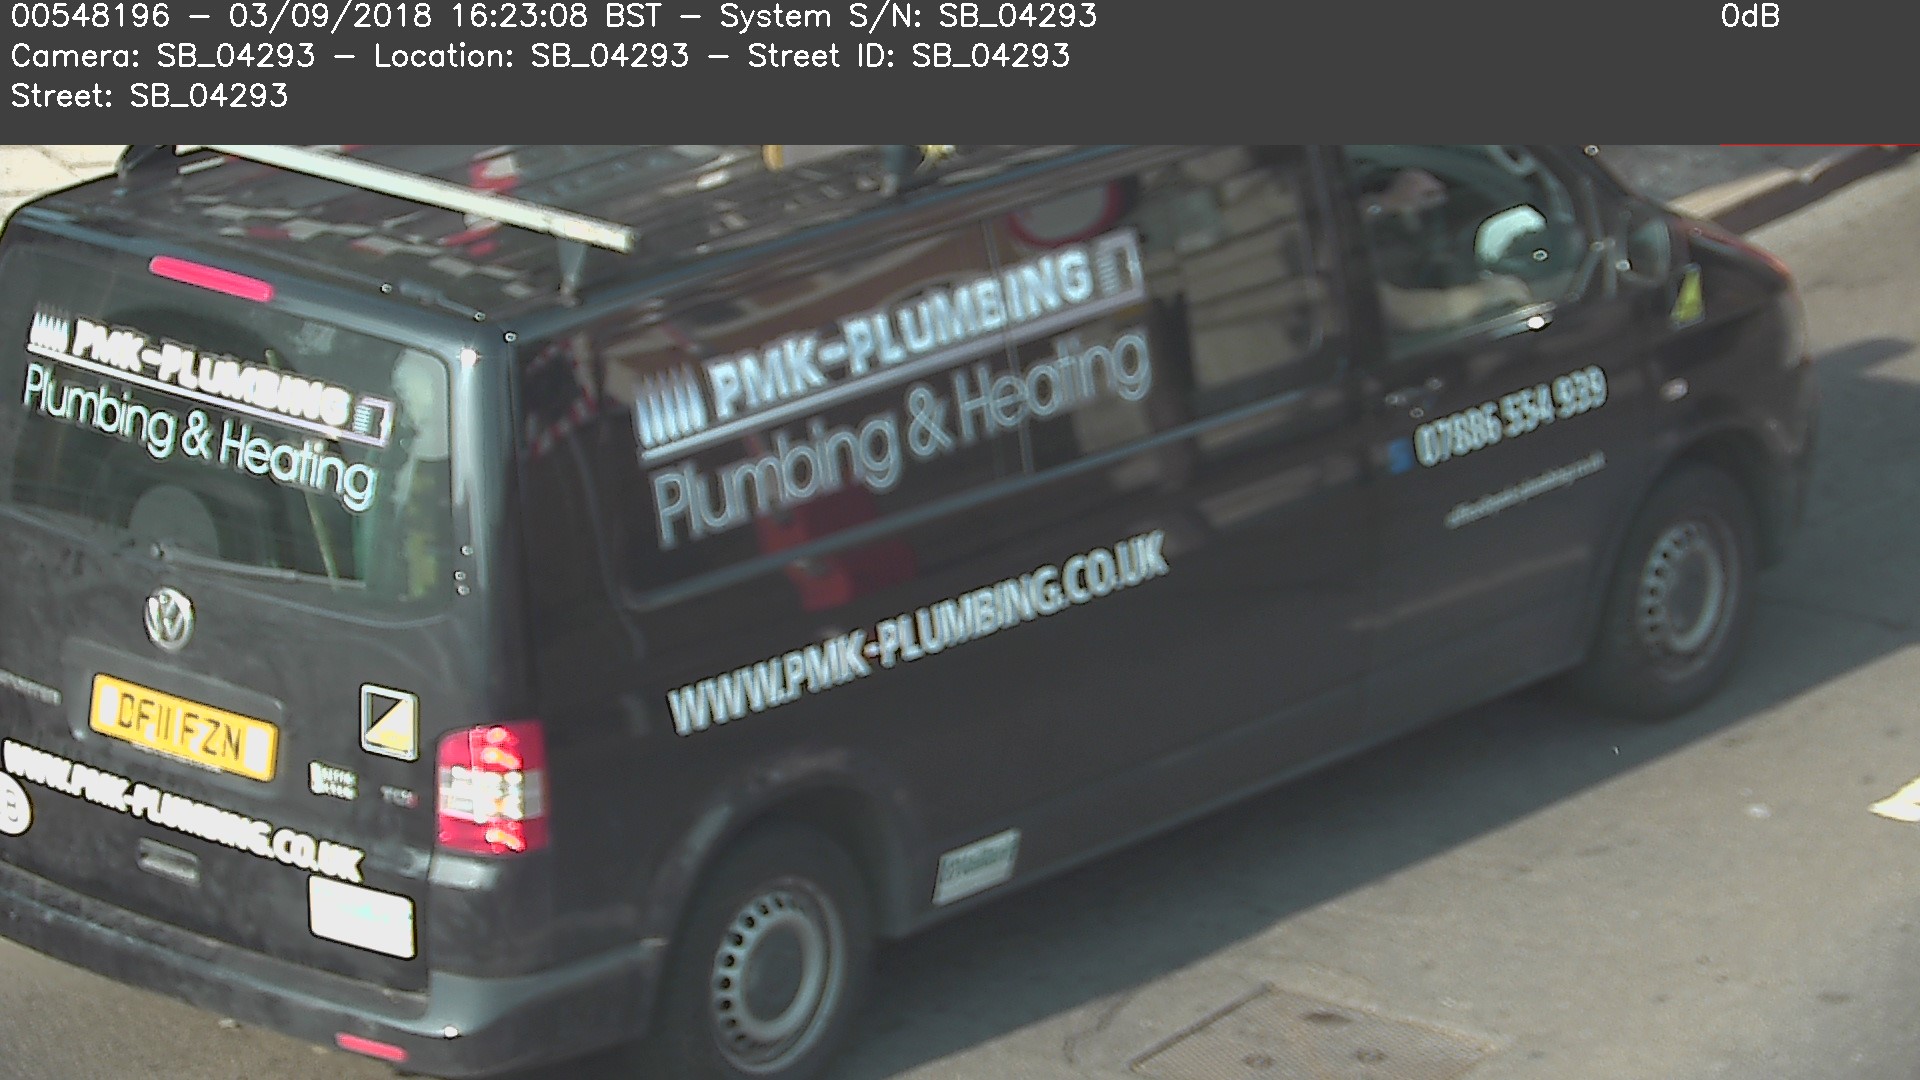 00548196 - 03/09/2018 16:23:08 BST - System S/N: SB_04293
0dB
Camera: SB_04293 - Location: SB_04293 - Street ID: SB_04293
Street: SB_04293
PMK-PLUMBING
Plumbing & Heating
PMK-PLUMBING
Plumbing & Heating
07886 554 939
WWW.PMK-PLUMBING.CO.UK
DF11 FZN
WWW.PMK-PLUMBING.CO.UK